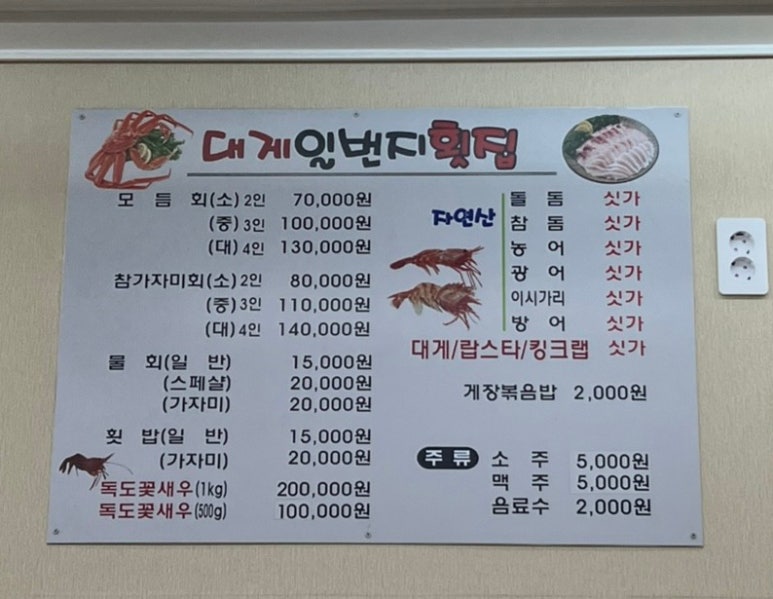 대게일번지횟집
모듬회(소) 2인 70,000원
(중) 3인 100,000원
(대) 4인 130,000원
참가자미회(소) 2인 80,000원
(중) 3인 110,000원
(대) 4인 140,000원
물회(일반) 15,000원
(스페샬) 20,000원
(가자미) 20,000원
횟밥(일반) 15,000원
(가자미) 20,000원
독도꽃새우(1kg) 200,000원
독도꽃새우(500g) 100,000원
자연산
돌돔 싯가
참돔 싯가
농어 싯가
광어 싯가
이시가리 싯가
방어 싯가
대게/랍스타/킹크랩 싯가
게장볶음밥 2,000원
주류 소주 5,000원
맥주 5,000원
음료수 2,000원